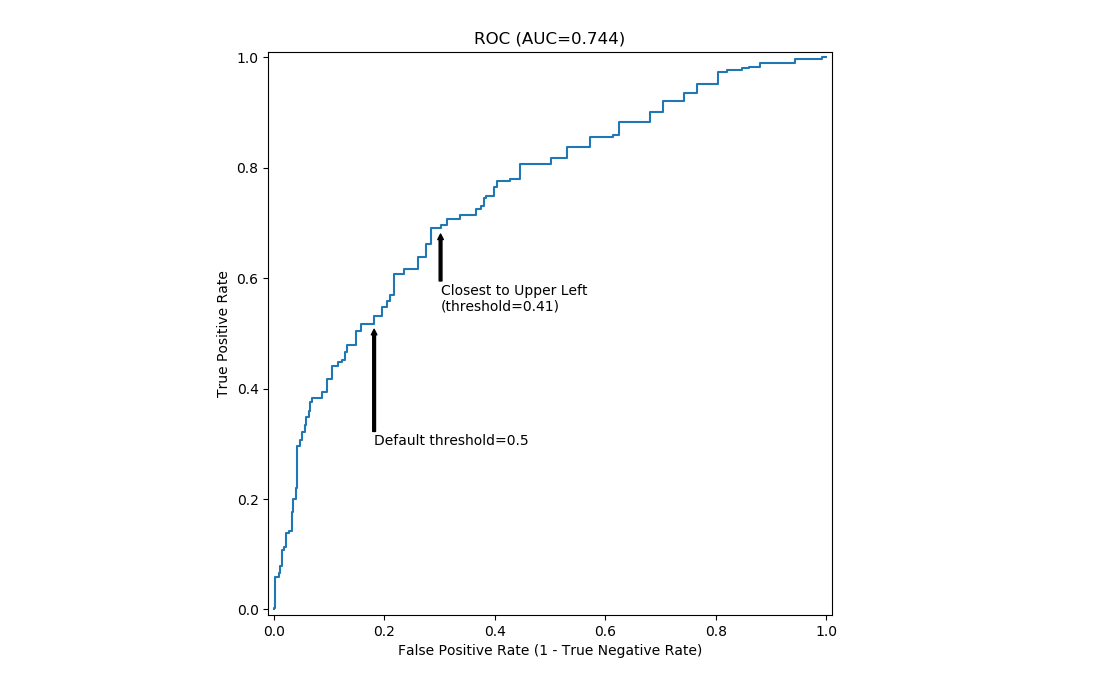 ROC (AUC=0.744)
1.0
0.8
0.6
0.4
0.2
0.0
True Positive Rate
Closest to Upper Left
(threshold=0.41)
Default threshold=0.5
0.0 0.2 0.4 0.6 0.8 1.0
False Positive Rate (1 - True Negative Rate)